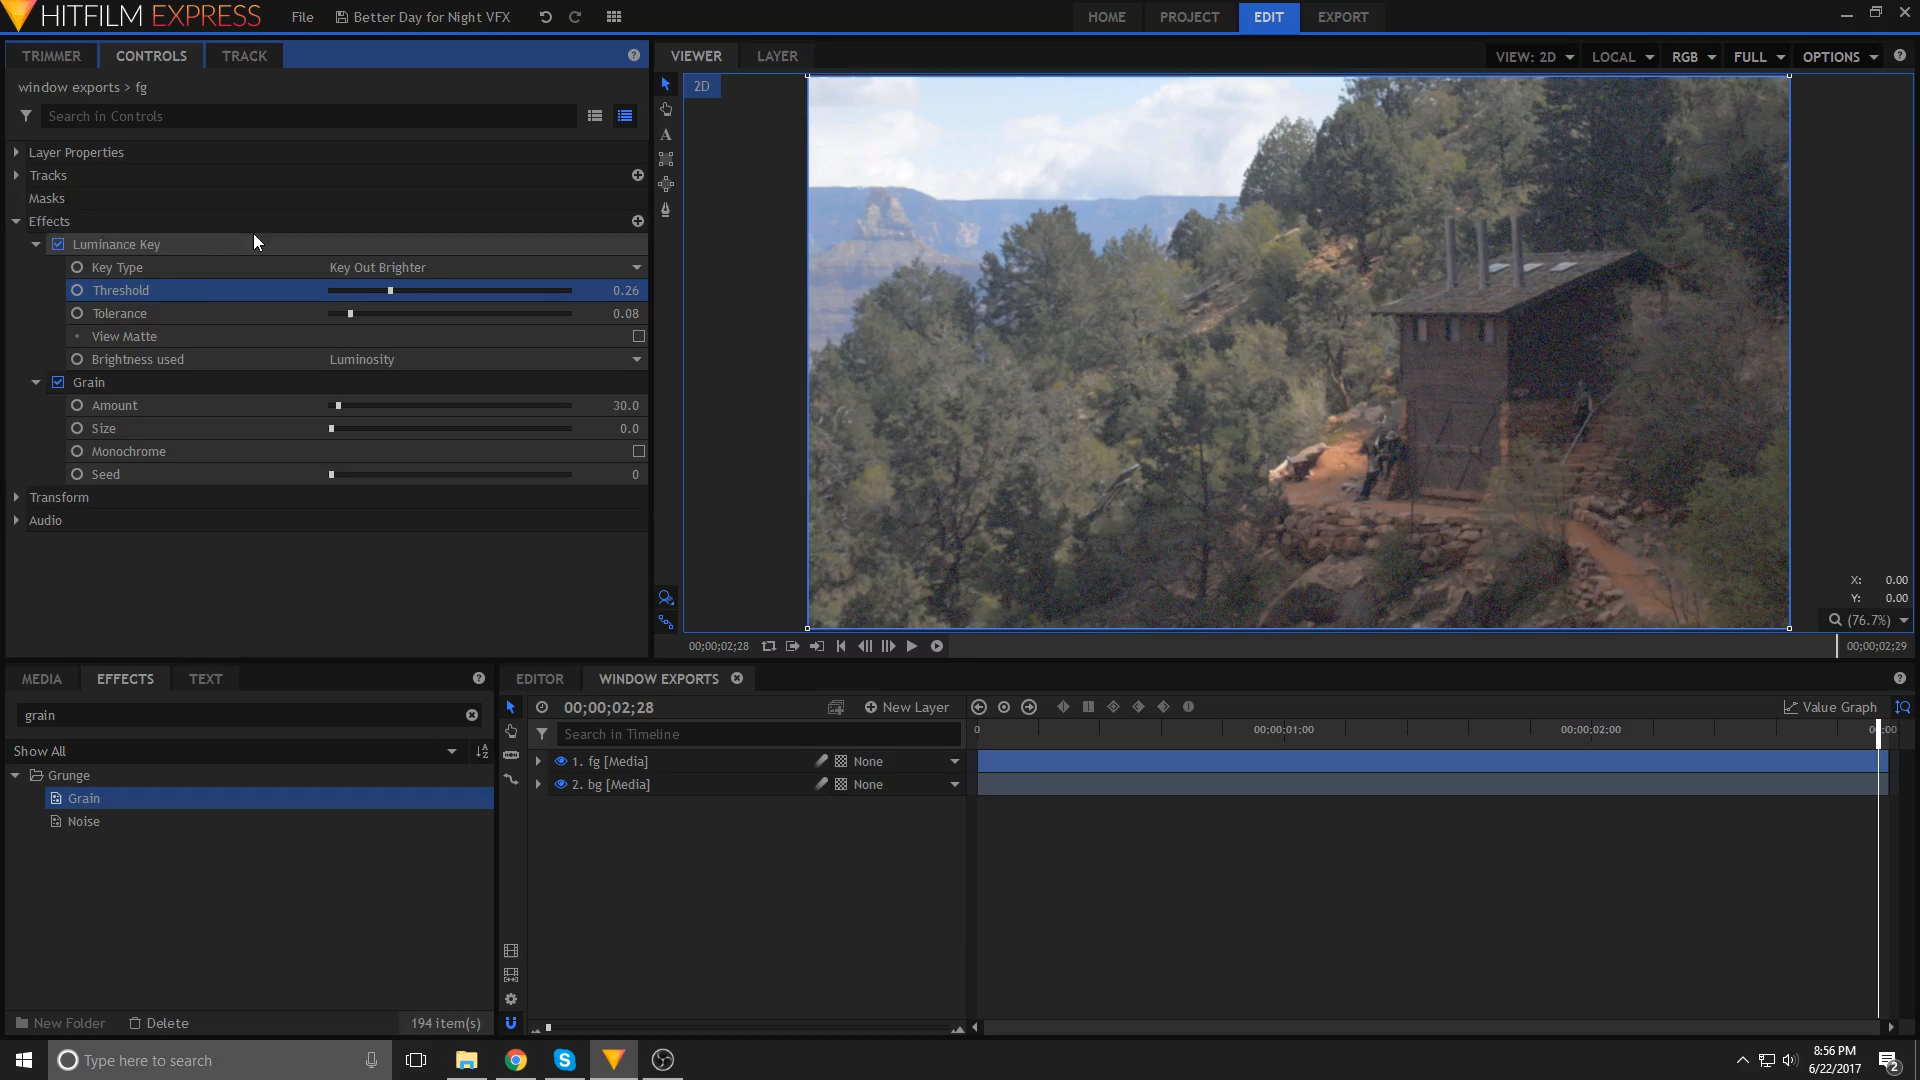 HITFILM EXPRESS
File
Better Day for Night VFX
HOME
PROJECT
EDIT
EXPORT
TRIMMER
CONTROLS
TRACK
window exports > fg
Search in Controls
Layer Properties
Tracks
Masks
Effects
Luminance Key
Key Type Key Out Brighter
Threshold 0.26
Tolerance 0.08
View Matte
Brightness used Luminosity
Grain
Amount 30.0
Size 0.0
Monochrome
Seed 0
Transform
Audio
VIEWER
LAYER
VIEW: 2D
LOCAL
RGB
FULL
OPTIONS
2D
A
X: 0.00
Y: 0.00
(76.7%)
00;00;02;28
00;00;02;29
MEDIA
EFFECTS
TEXT
grain
Show All
Grunge
Grain
Noise
New Folder
Delete
194 item(s)
EDITOR
WINDOW EXPORTS
00;00;02;28
New Layer
Value Graph
Search in Timeline
0
00:00:01;00
00:00:02;00
1. fg [Media] None
2. bg [Media] None
Type here to search
8:56 PM
6/22/2017
2